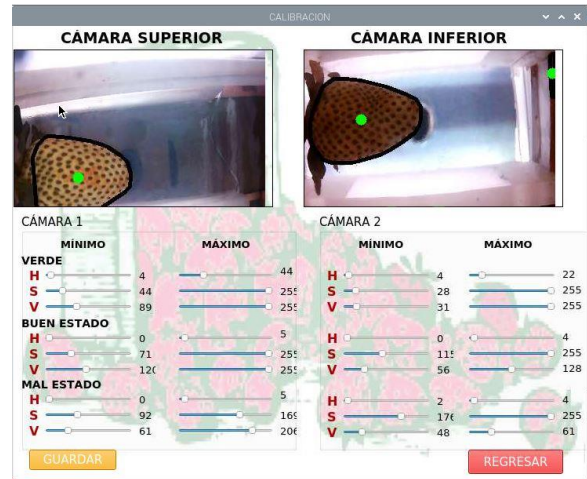 CALIBRACION
CÁMARA SUPERIOR
CÁMARA INFERIOR
CÁMARA 1
MÍNIMO MÁXIMO
VERDE
H 4 44
S 44 255
V 89 255
BUEN ESTADO
H 0 5
S 71 255
V 120 255
MAL ESTADO
H 0 5
S 92 169
V 61 206
GUARDAR
CÁMARA 2
MÍNIMO MÁXIMO
H 4 22
S 28 255
V 31 255
H 0 4
S 115 255
V 56 128
H 2 4
S 176 255
V 48 61
REGRESAR